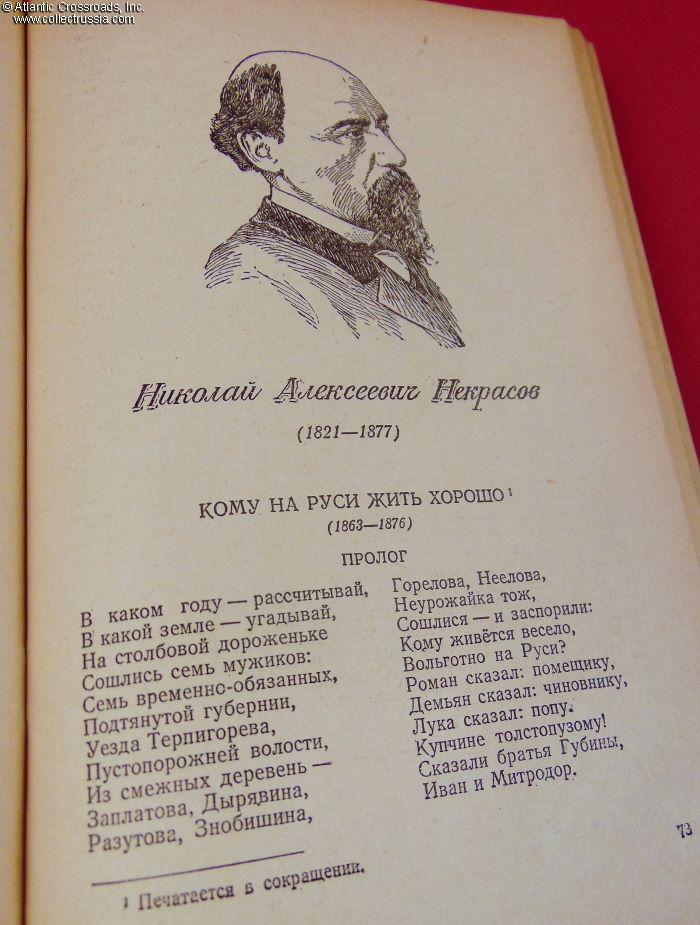 © Atlantic Crossroads, Inc.
www.collectrussia.com
Николай Алексеевич Некрасов
(1821—1877)
КОМУ НА РУСИ ЖИТЬ ХОРОШО¹
(1863—1876)
ПРОЛОГ
В каком году — рассчитывай,
В какой земле — угадывай,
На столбовой дороженьке
Сошлись семь мужиков:
Семь временно-обязанных,
Подтянутой губернии,
Уезда Терпигорева,
Пустопорожней волости,
Из смежных деревень —
Заплатова, Дырявина,
Разутова, Знобишина,
Горелова, Неелова,
Неурожайка тож,
Сошлися — и заспорили:
Кому живётся весело,
Вольготно на Руси?
Роман сказал: помещику,
Демьян сказал: чиновнику,
Лука сказал: попу.
Купчине толстопузому!
Сказали братья Губины,
Иван и Митродор.
¹ Печатается в сокращении.
73